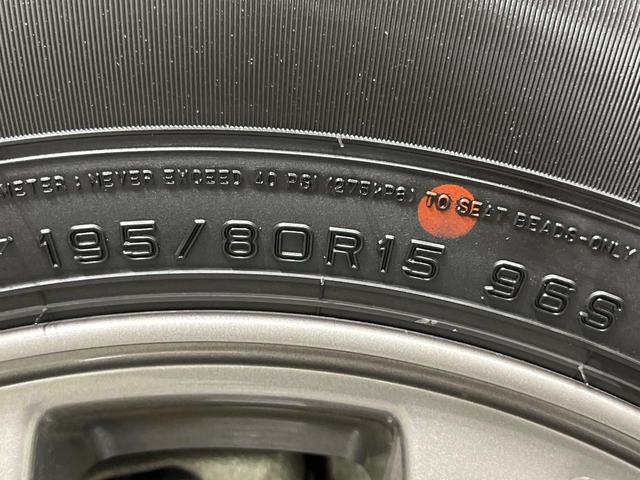 METER : NEVER EXCEED 40 PSI (275kPa) TO SEAT BEADS-ONLY
195/80R15 96S